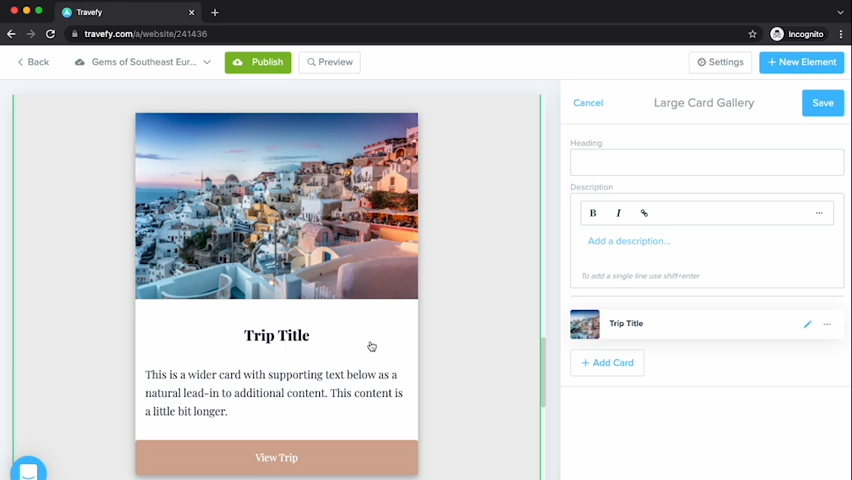 Travefy
travefy.com/a/website/241436
Incognito
Back
Gems of Southeast Eur...
Publish
Preview
Settings
+ New Element
Cancel
Large Card Gallery
Save
Heading
Description
B I
...
Add a description...
To add a single line use shift+enter
Trip Title
...
+ Add Card
Trip Title
This is a wider card with supporting text below as a
natural lead-in to additional content. This content is
a little bit longer.
View Trip